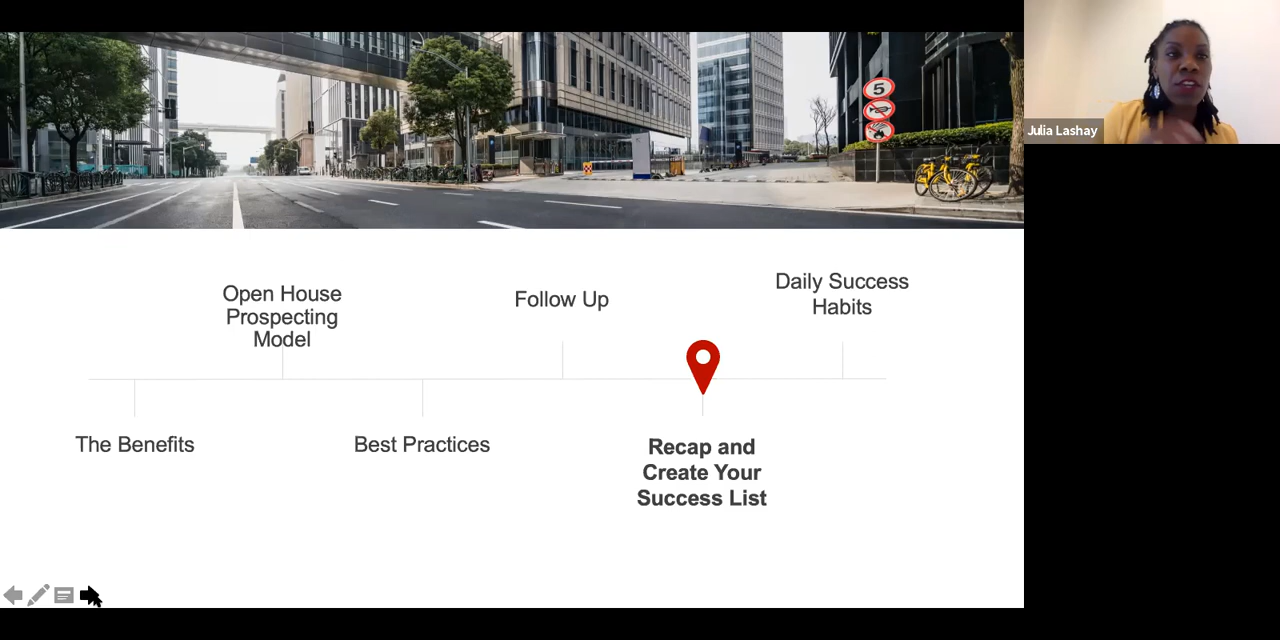 5
Julia Lashay
Open House
Prospecting
Model
Follow Up
Daily Success
Habits
The Benefits
Best Practices
Recap and
Create Your
Success List